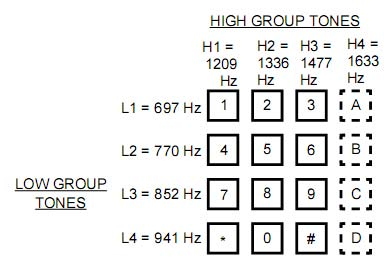 HIGH GROUP TONES
H1 = H2 = H3 = H4 =
1209 1336 1477 1633
Hz Hz Hz Hz
L1 = 697 Hz 1 2 3 A
L2 = 770 Hz 4 5 6 B
LOW GROUP
TONES
L3 = 852 Hz 7 8 9 C
L4 = 941 Hz * 0 # D